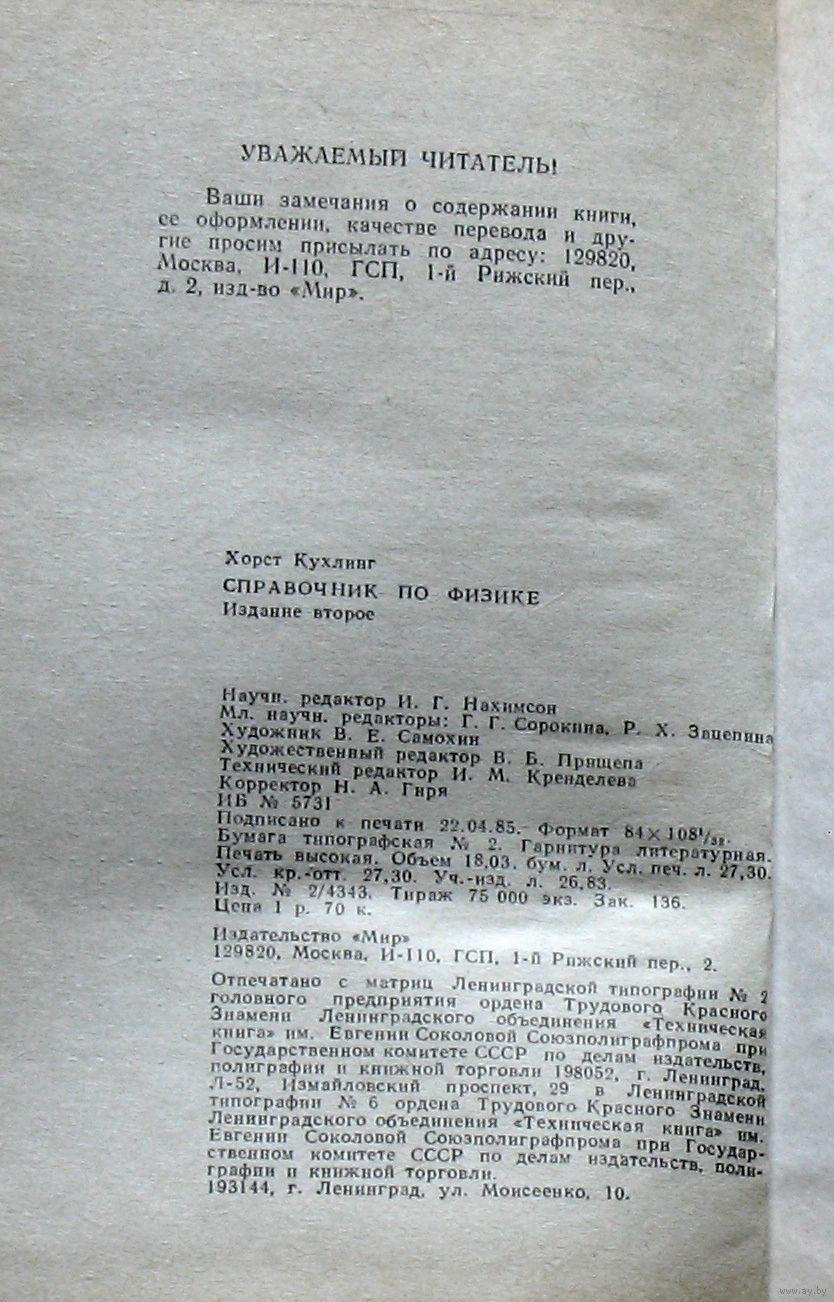 УВАЖАЕМЫЙ ЧИТАТЕЛЬ!
Ваши замечания о содержании книги,
ее оформлении, качестве перевода и дру-
гие просим присылать по адресу: 129820,
Москва, И-110, ГСП, 1-й Рижский пер.,
д. 2, изд-во «Мир».
Хорст Кухлинг
СПРАВОЧНИК ПО ФИЗИКЕ
Издание второе
Научн. редактор И. Г. Нахимсон
Мл. научн. редакторы: Г. Г. Сорокина, Р. Х. Зацепина
Художник В. Е. Самохин
Художественный редактор В. Б. Прищепа
Технический редактор И. М. Кренделева
Корректор Н. А. Гиря
ИБ № 5731
Подписано к печати 22.04.85. Формат 84×108¹/₃₂.
Бумага типографская № 2. Гарнитура литературная.
Печать высокая. Объем 18,03. бум. л. Усл. печ. л. 27,30.
Усл. кр.-отт. 27,30. Уч.-изд. л. 26,83.
Изд. № 2/4343. Тираж 75 000 экз. Зак. 136.
Цена 1 р. 70 к.
Издательство «Мир»
129820, Москва, И-110, ГСП, 1-й Рижский пер., 2.
Отпечатано с матриц Ленинградской типографии № 2
головного предприятия ордена Трудового Красного
Знамени Ленинградского объединения «Техническая
книга» им. Евгении Соколовой Союзполиграфпрома при
Государственном комитете СССР по делам издательств,
полиграфии и книжной торговли 198052, г. Ленинград,
Л-52, Измайловский проспект, 29 в Ленинградской
типографии № 6 ордена Трудового Красного Знамени
Ленинградского объединения «Техническая книга» им.
Евгении Соколовой Союзполиграфпрома при Государ-
ственном комитете СССР по делам издательств, поли-
графии и книжной торговли.
193144, г. Ленинград, ул. Моисеенко, 10.
www.ay.by